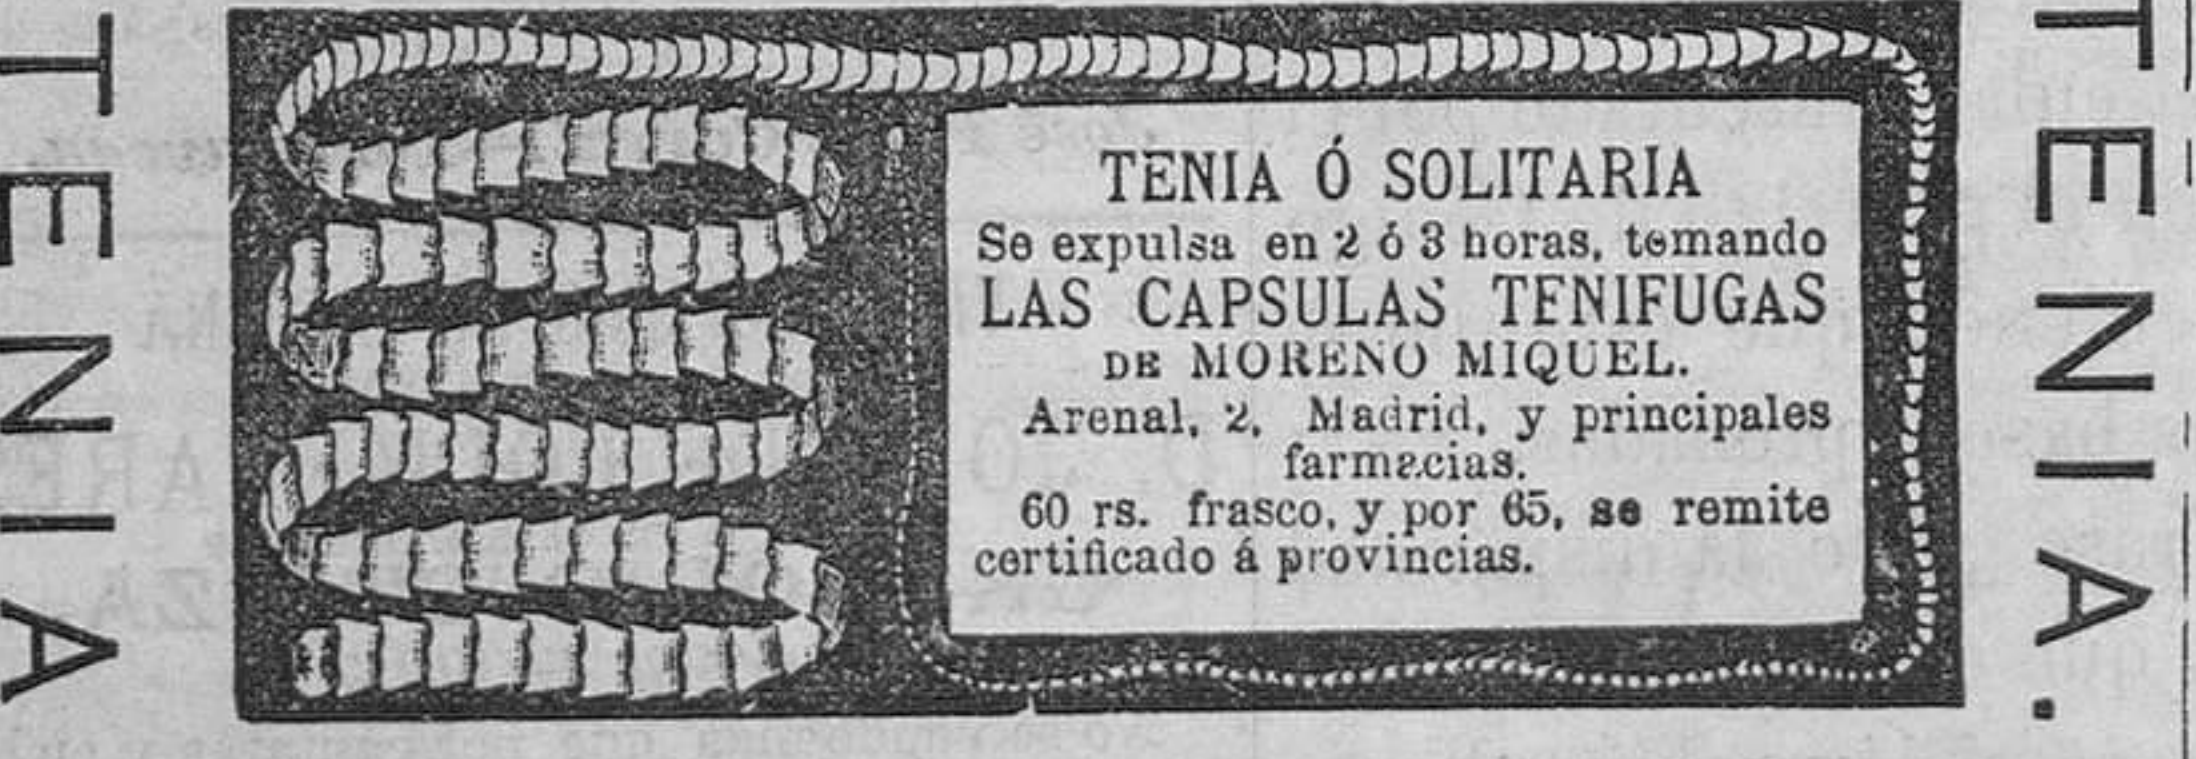 TENIA
TENIA Ó SOLITARIA
Se expulsa en 2 ó 3 horas, tomando
LAS CAPSULAS TENIFUGAS
DE MORENO MIQUEL.
Arenal, 2, Madrid, y principales
farmacias.
60 rs. frasco, y por 65, se remite
certificado á provincias.
TENIA.